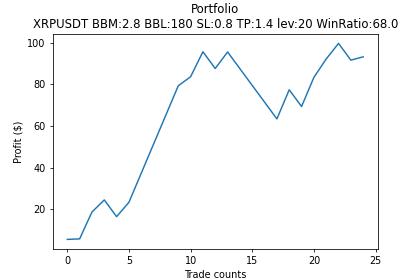 Portfolio
XRPUSDT BBM:2.8 BBL:180 SL:0.8 TP:1.4 lev:20 WinRatio:68.0
100
80
60
40
20
Profit ($)
0 5 10 15 20 25
Trade counts